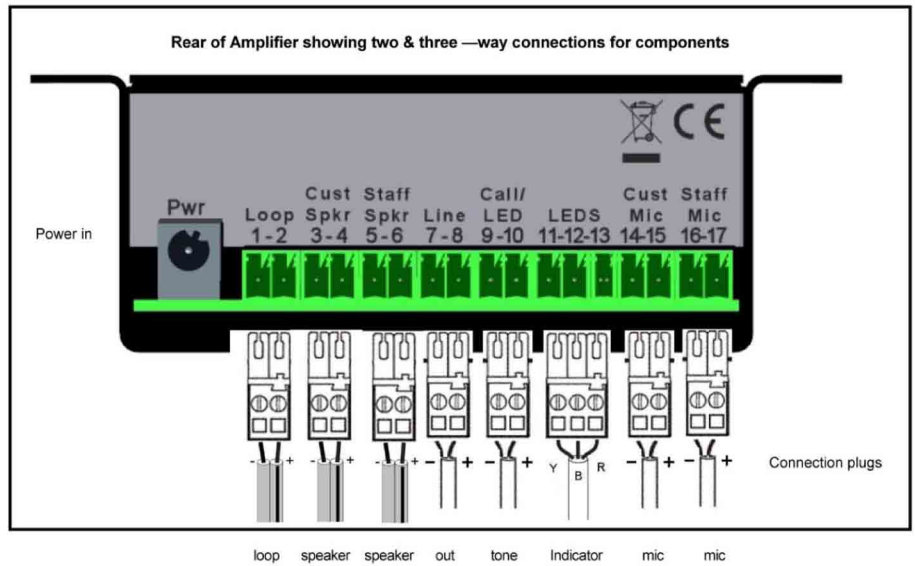 Rear of Amplifier showing two & three —way connections for components
Cust Staff Call/ Cust Staff
Pwr Loop Spkr Spkr Line LED LEDS Mic Mic
1-2 3-4 5-6 7-8 9-10 11-12-13 14-15 16-17
Power in
- + - + - + - + - + Y B R - + - +
Connection plugs
loop speaker speaker out tone Indicator mic mic